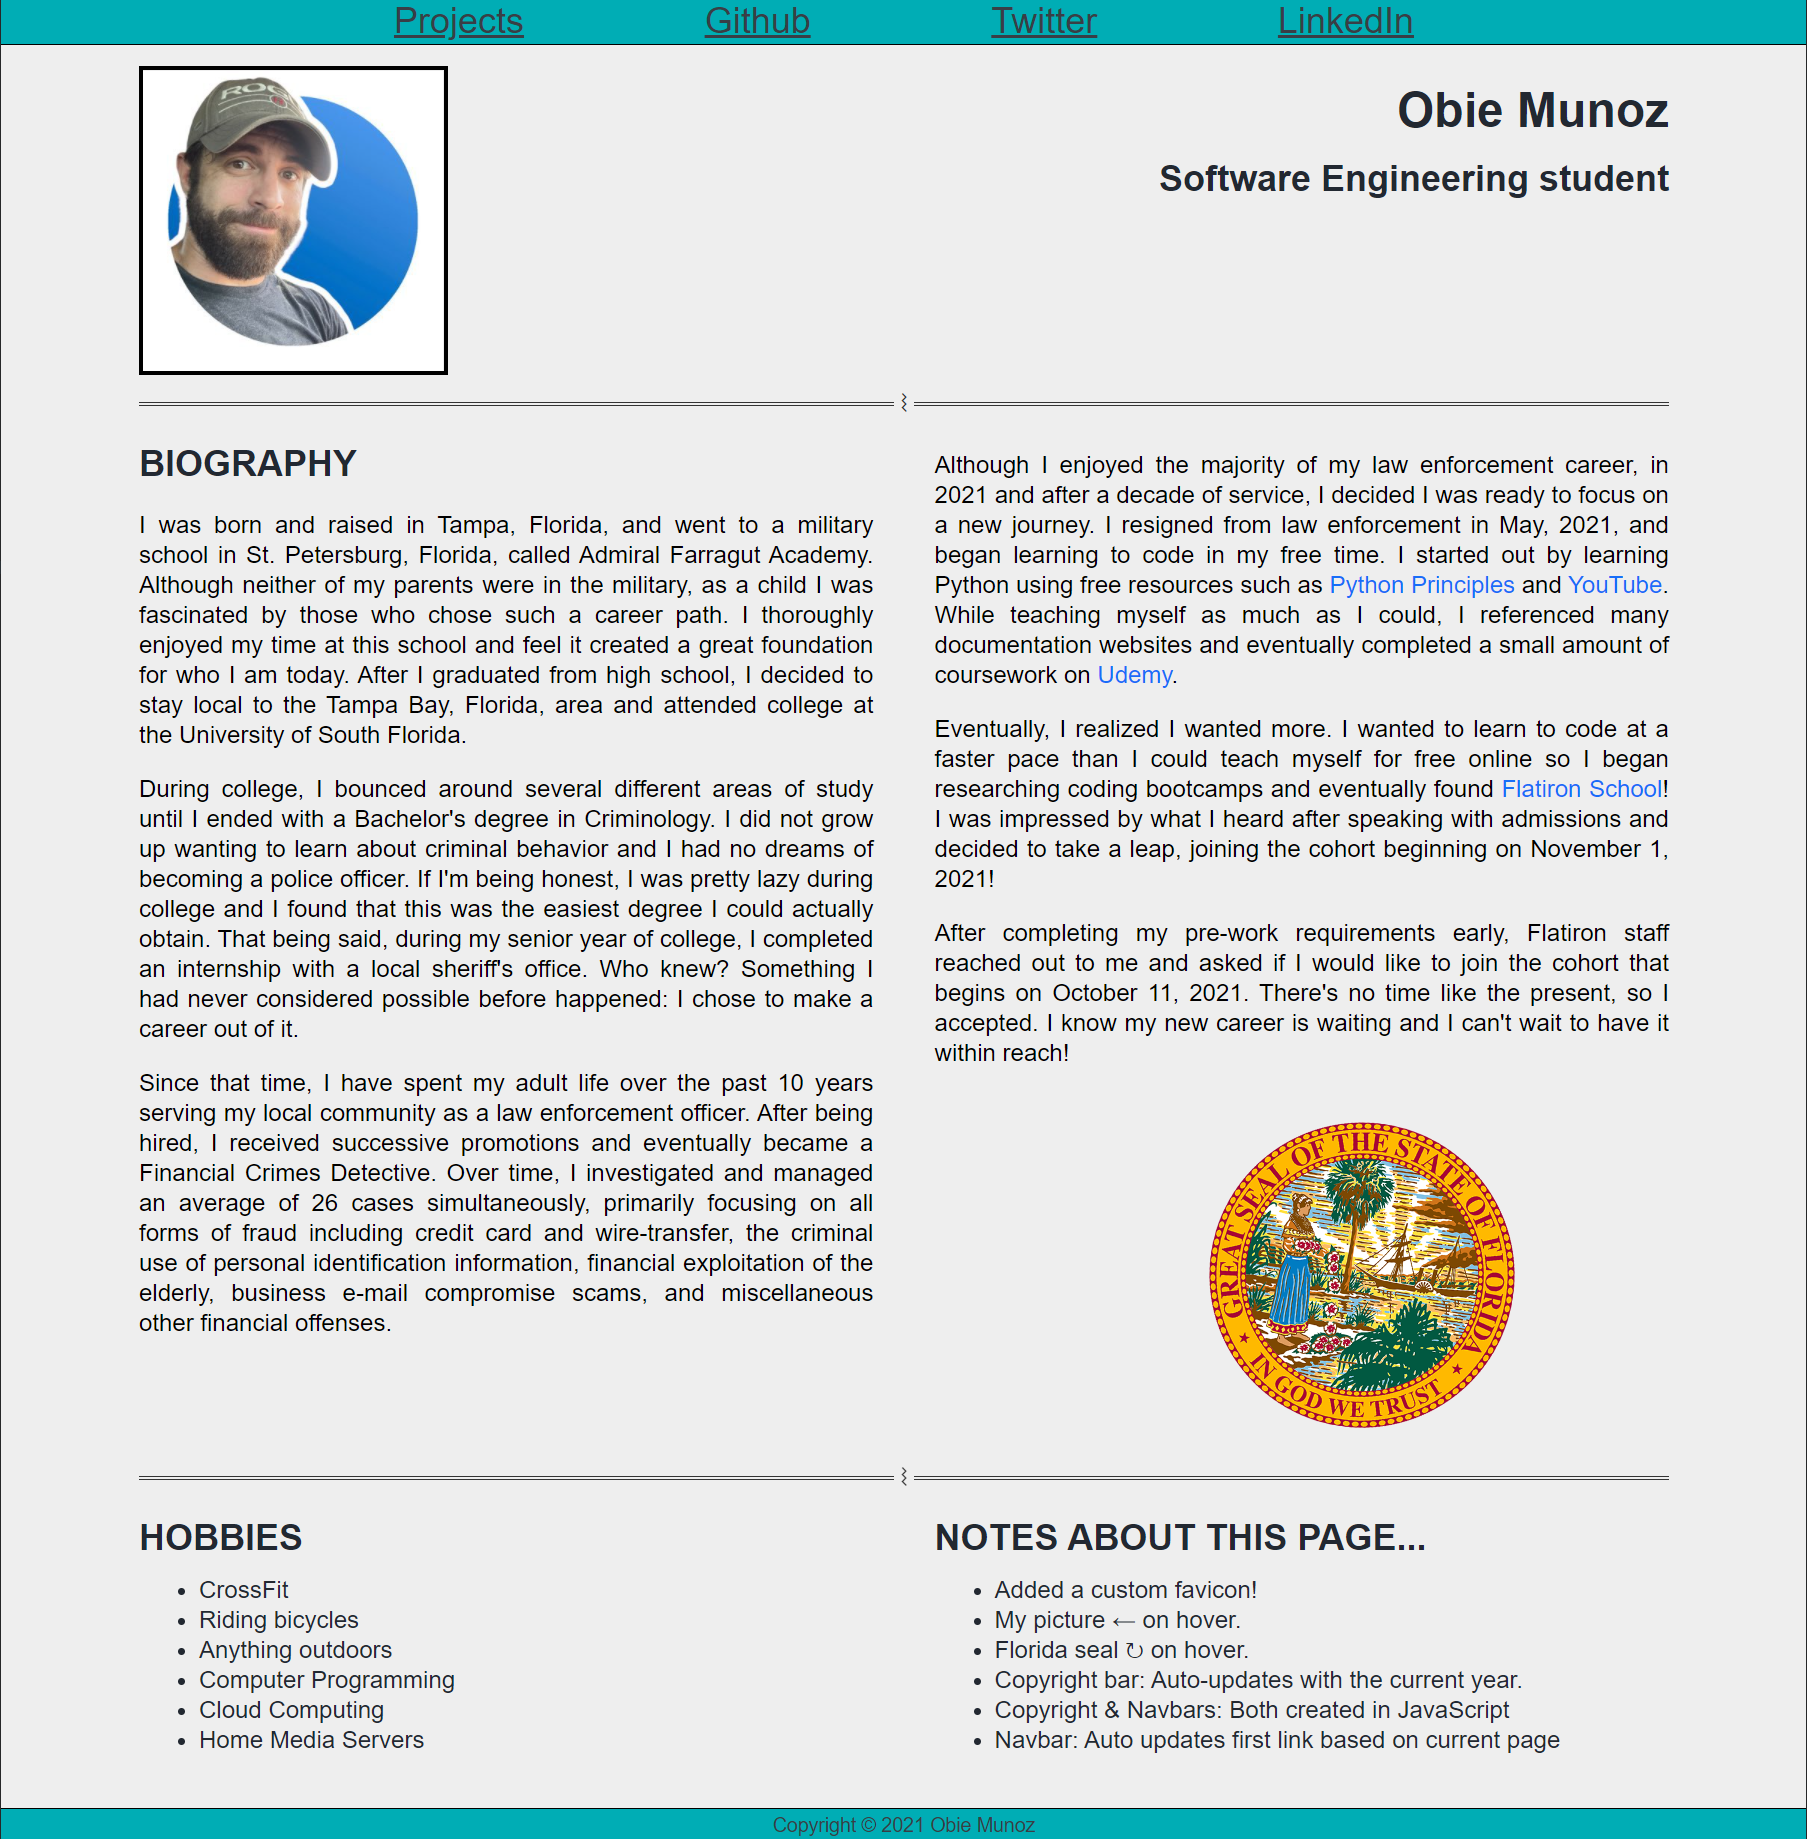 Projects Github Twitter LinkedIn
ROG
Obie Munoz
Software Engineering student
BIOGRAPHY
I was born and raised in Tampa, Florida, and went to a military
school in St. Petersburg, Florida, called Admiral Farragut Academy.
Although neither of my parents were in the military, as a child I was
fascinated by those who chose such a career path. I thoroughly
enjoyed my time at this school and feel it created a great foundation
for who I am today. After I graduated from high school, I decided to
stay local to the Tampa Bay, Florida, area and attended college at
the University of South Florida.
During college, I bounced around several different areas of study
until I ended with a Bachelor's degree in Criminology. I did not grow
up wanting to learn about criminal behavior and I had no dreams of
becoming a police officer. If I'm being honest, I was pretty lazy during
college and I found that this was the easiest degree I could actually
obtain. That being said, during my senior year of college, I completed
an internship with a local sheriff's office. Who knew? Something I
had never considered possible before happened: I chose to make a
career out of it.
Since that time, I have spent my adult life over the past 10 years
serving my local community as a law enforcement officer. After being
hired, I received successive promotions and eventually became a
Financial Crimes Detective. Over time, I investigated and managed
an average of 26 cases simultaneously, primarily focusing on all
forms of fraud including credit card and wire-transfer, the criminal
use of personal identification information, financial exploitation of the
elderly, business e-mail compromise scams, and miscellaneous
other financial offenses.
Although I enjoyed the majority of my law enforcement career, in
2021 and after a decade of service, I decided I was ready to focus on
a new journey. I resigned from law enforcement in May, 2021, and
began learning to code in my free time. I started out by learning
Python using free resources such as Python Principles and YouTube.
While teaching myself as much as I could, I referenced many
documentation websites and eventually completed a small amount of
coursework on Udemy.
Eventually, I realized I wanted more. I wanted to learn to code at a
faster pace than I could teach myself for free online so I began
researching coding bootcamps and eventually found Flatiron School!
I was impressed by what I heard after speaking with admissions and
decided to take a leap, joining the cohort beginning on November 1,
2021!
After completing my pre-work requirements early, Flatiron staff
reached out to me and asked if I would like to join the cohort that
begins on October 11, 2021. There's no time like the present, so I
accepted. I know my new career is waiting and I can't wait to have it
within reach!
GREAT SEAL OF THE STATE OF FLORIDA
★ IN GOD WE TRUST ★
HOBBIES
• CrossFit
• Riding bicycles
• Anything outdoors
• Computer Programming
• Cloud Computing
• Home Media Servers
NOTES ABOUT THIS PAGE...
• Added a custom favicon!
• My picture ← on hover.
• Florida seal ↻ on hover.
• Copyright bar: Auto-updates with the current year.
• Copyright & Navbars: Both created in JavaScript
• Navbar: Auto updates first link based on current page
Copyright © 2021 Obie Munoz